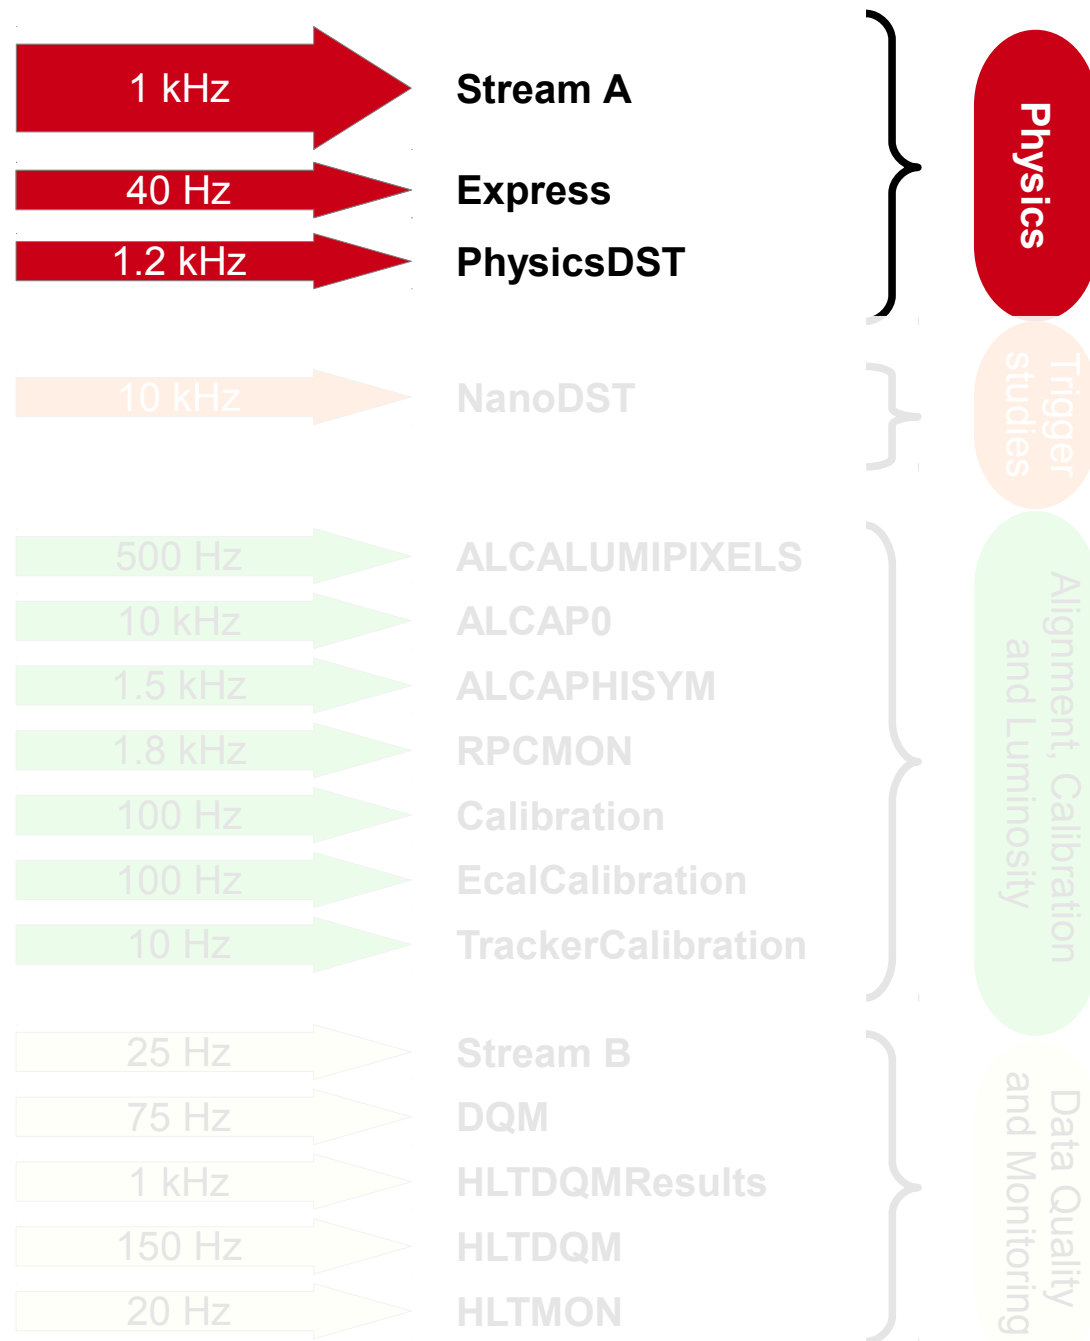 1 kHz Stream A
40 Hz Express
1.2 kHz PhysicsDST
Physics
10 kHz NanoDST
Trigger
studies
500 Hz ALCALUMIPIXELS
10 kHz ALCAP0
1.5 kHz ALCAPHISYM
1.8 kHz RPCMON
100 Hz Calibration
100 Hz EcalCalibration
10 Hz TrackerCalibration
Alignment, Calibration
and Luminosity
25 Hz Stream B
75 Hz DQM
1 kHz HLTDQMResults
150 Hz HLTDQM
20 Hz HLTMON
Data Quality
and Monitoring